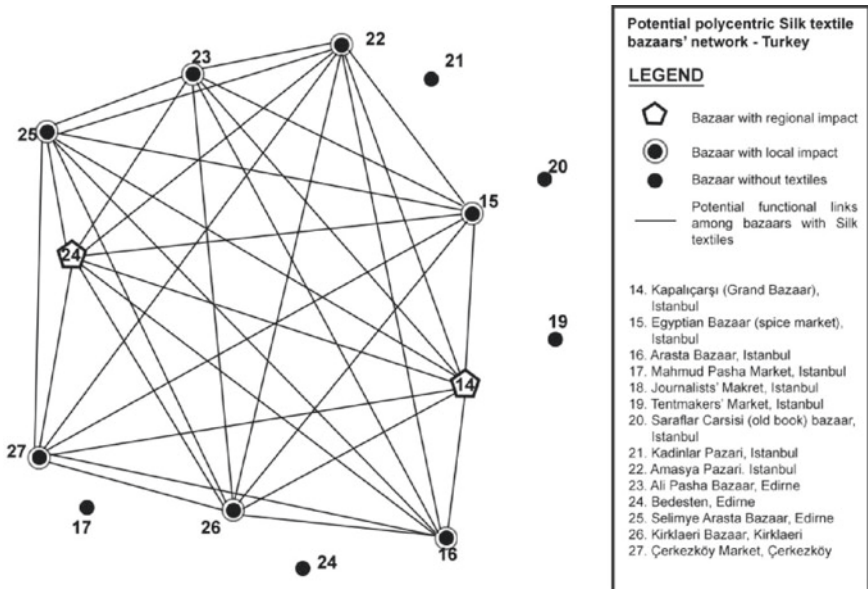 22
21
23
25
20
15
24
19
14
27
17
26
16
24
Potential polycentric Silk textile
bazaars' network - Turkey
LEGEND
Bazaar with regional impact
Bazaar with local impact
Bazaar without textiles
Potential functional links
among bazaars with Silk
textiles
14. Kapalıçarşı (Grand Bazaar),
Istanbul
15. Egyptian Bazaar (spice market),
Istanbul
16. Arasta Bazaar, Istanbul
17. Mahmud Pasha Market, Istanbul
18. Journalists' Makret, Istanbul
19. Tentmakers' Market, Istanbul
20. Saraflar Carsisi (old book) bazaar,
Istanbul
21. Kadinlar Pazari, Istanbul
22. Amasya Pazari. Istanbul
23. Ali Pasha Bazaar, Edirne
24. Bedesten, Edirne
25. Selimye Arasta Bazaar, Edirne
26. Kirklaeri Bazaar, Kirklaeri
27. Çerkezköy Market, Çerkezköy